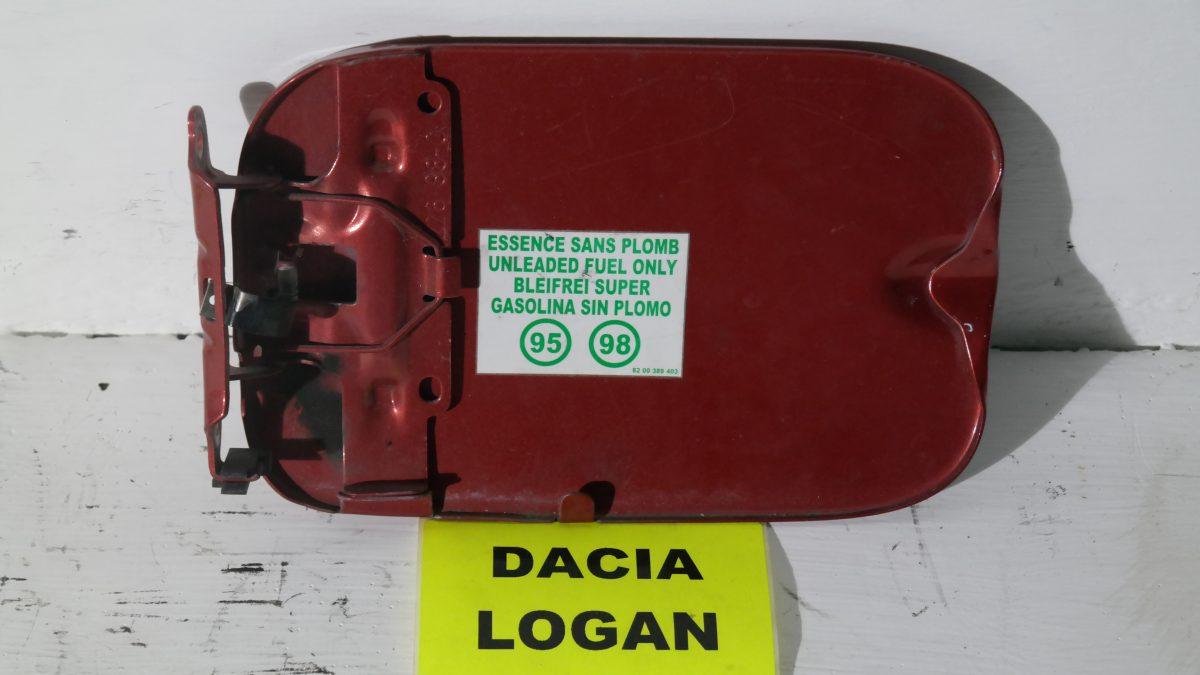 ESSENCE SANS PLOMB
UNLEADED FUEL ONLY
BLEIFREI SUPER
GASOLINA SIN PLOMO
95 98
82 00 389 403
DACIA
LOGAN